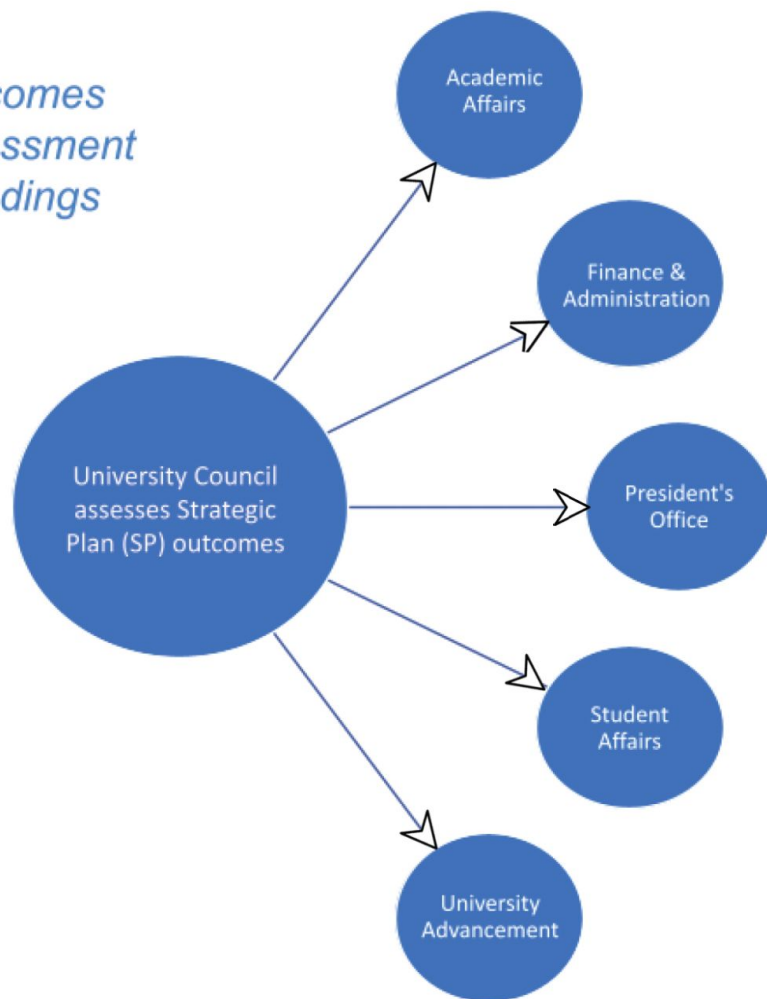 comes
ssment
dings
Academic
Affairs
Finance &
Administration
University Council
assesses Strategic
Plan (SP) outcomes
President's
Office
Student
Affairs
University
Advancement